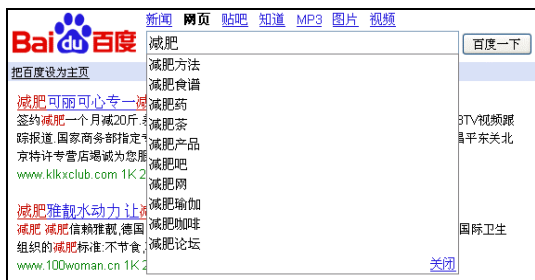 新闻 网页 贴吧 知道 MP3 图片 视频
Bai du 百度
减肥 百度一下
减肥方法
减肥食谱
减肥药
减肥茶
减肥产品
减肥吧
减肥网
减肥瑜伽
减肥咖啡
减肥论坛
关闭
把百度设为主页
减肥可丽可心专一减
签约减肥一个月减20斤.
BTV视频跟
踪报道.国家商务部指定
昌平东关北
京特许专营店竭诚为您服
www.klkxclub.com 1K 2
减肥雅靓水动力 让减
减肥 减肥信赖雅靓,德国
国际卫生
组织的减肥标准:不节食,
www.100woman.cn 1K 2